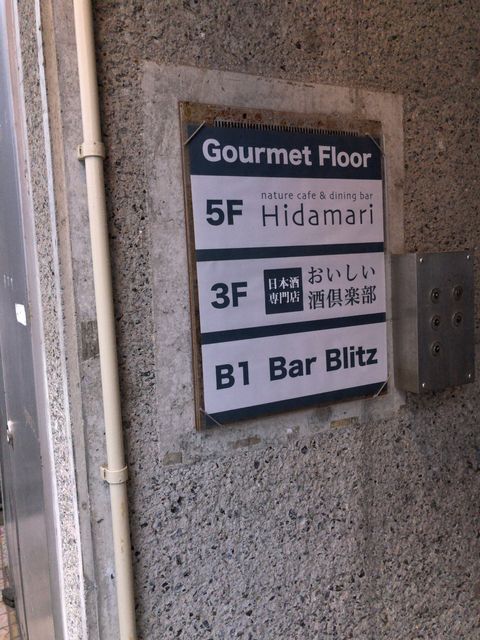 Gourmet Floor
5F
nature cafe & dining bar
Hidamari
3F
日本酒
専門店
おいしい
酒倶楽部
B1 Bar Blitz